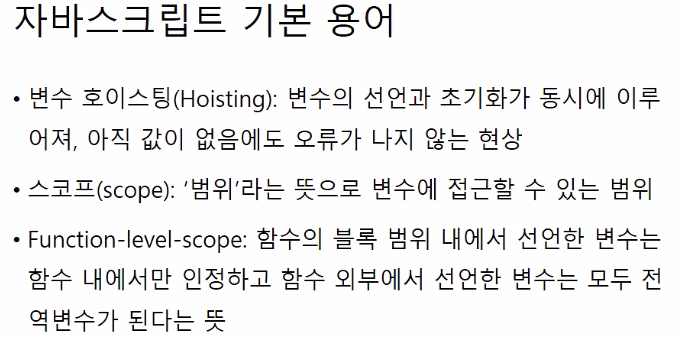 자바스크립트 기본 용어
• 변수 호이스팅(Hoisting): 변수의 선언과 초기화가 동시에 이루
어져, 아직 값이 없음에도 오류가 나지 않는 현상
• 스코프(scope): ‘범위’라는 뜻으로 변수에 접근할 수 있는 범위
• Function-level-scope: 함수의 블록 범위 내에서 선언한 변수는
함수 내에서만 인정하고 함수 외부에서 선언한 변수는 모두 전
역변수가 된다는 뜻